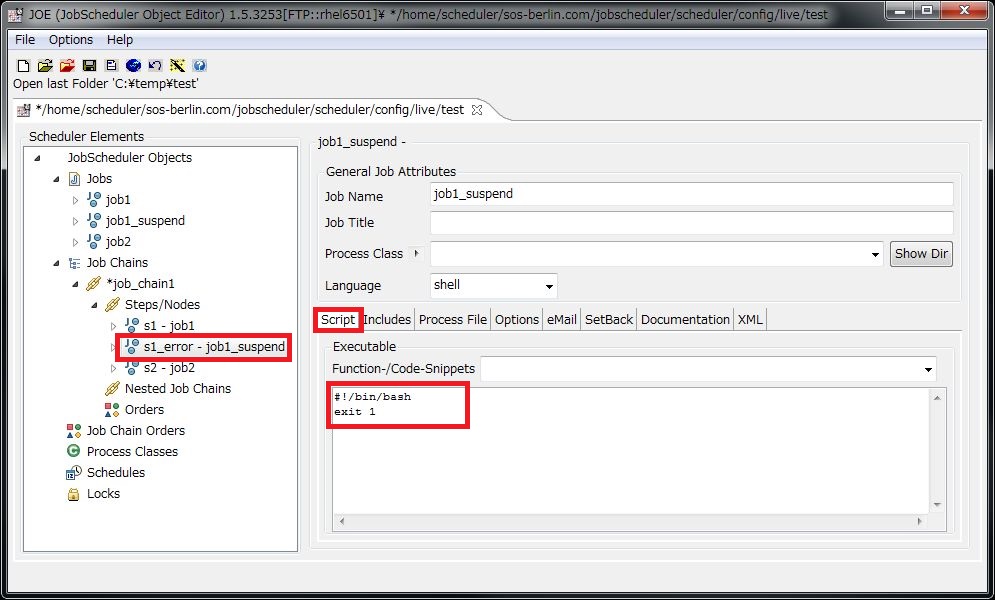 JOE (JobScheduler Object Editor) 1.5.3253[FTP::rhel6501]¥ */home/scheduler/sos-berlin.com/jobscheduler/scheduler/config/live/test
File Options Help
Open last Folder 'C:¥temp¥test'
*/home/scheduler/sos-berlin.com/jobscheduler/scheduler/config/live/test
Scheduler Elements
JobScheduler Objects
Jobs
job1
job1_suspend
job2
Job Chains
*job_chain1
Steps/Nodes
s1 - job1
s1_error - job1_suspend
s2 - job2
Nested Job Chains
Orders
Job Chain Orders
Process Classes
Schedules
Locks
job1_suspend -
General Job Attributes
Job Name job1_suspend
Job Title
Process Class Show Dir
Language shell
Script Includes Process File Options eMail SetBack Documentation XML
Executable
Function-/Code-Snippets
#!/bin/bash
exit 1